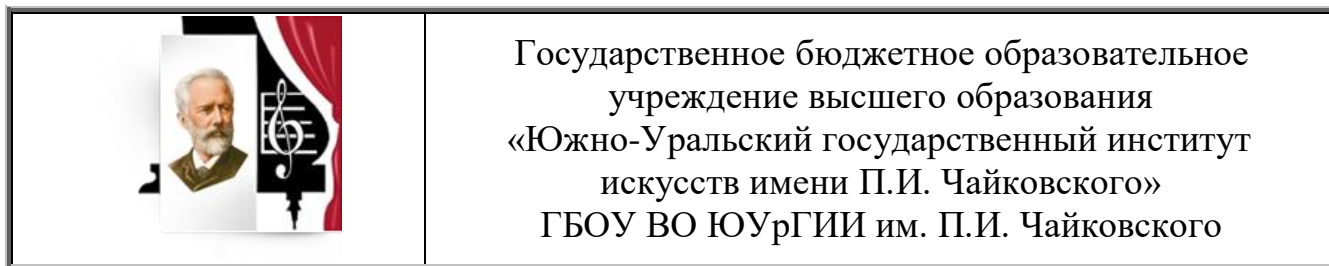 Государственное бюджетное образовательное
учреждение высшего образования
«Южно-Уральский государственный институт
искусств имени П.И. Чайковского»
ГБОУ ВО ЮУрГИИ им. П.И. Чайковского